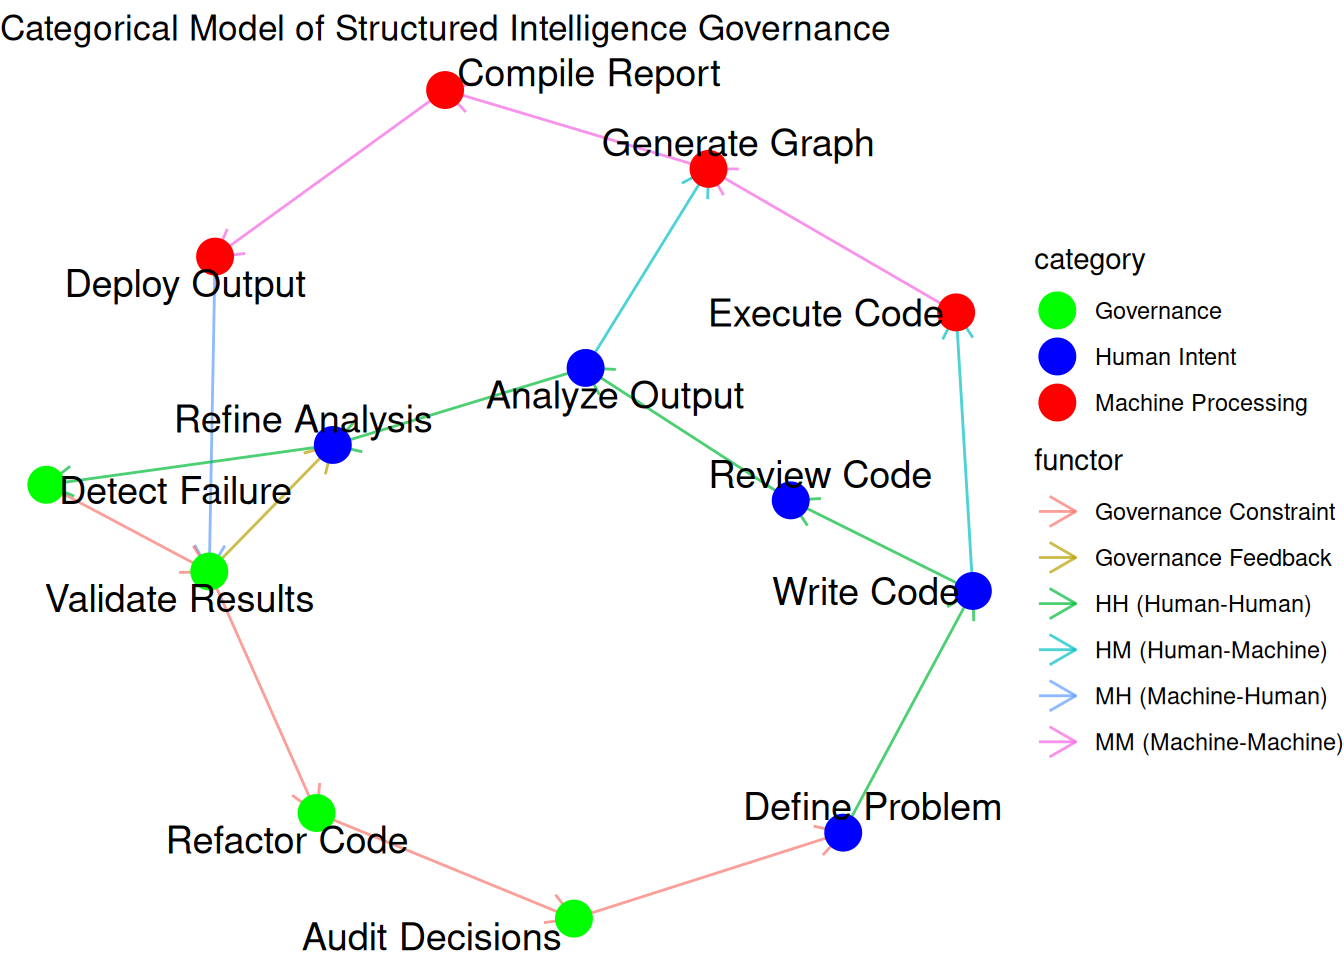 Categorical Model of Structured Intelligence Governance
Compile Report
Generate Graph
Deploy Output
Execute Code
Analyze Output
Refine Analysis
Review Code
Detect Failure
Validate Results
Write Code
Define Problem
Refactor Code
Audit Decisions
category
Governance
Human Intent
Machine Processing
functor
Governance Constraint
Governance Feedback
HH (Human-Human)
HM (Human-Machine)
MH (Machine-Human)
MM (Machine-Machine)